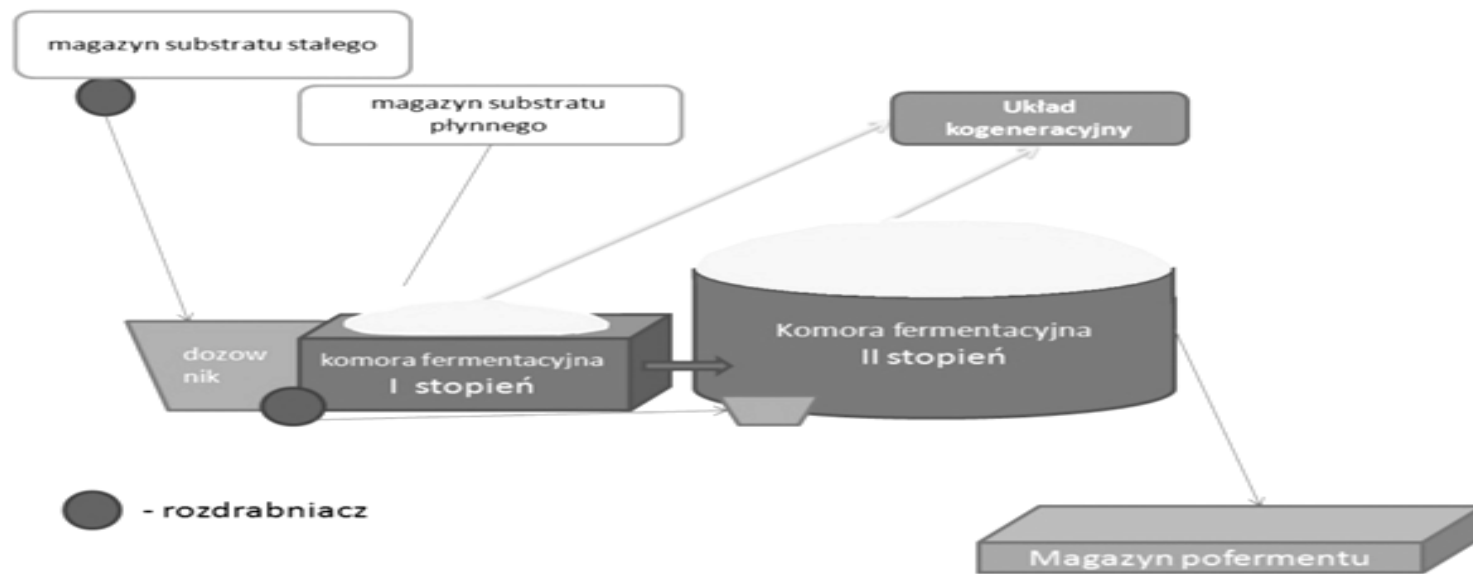 magazyn substratu stałego
magazyn substratu
płynnego
Układ
kogeneracyjny
dozow
nik
komora fermentacyjna
I stopień
Komora fermentacyjna
II stopień
- rozdrabniacz
Magazyn pofermentu